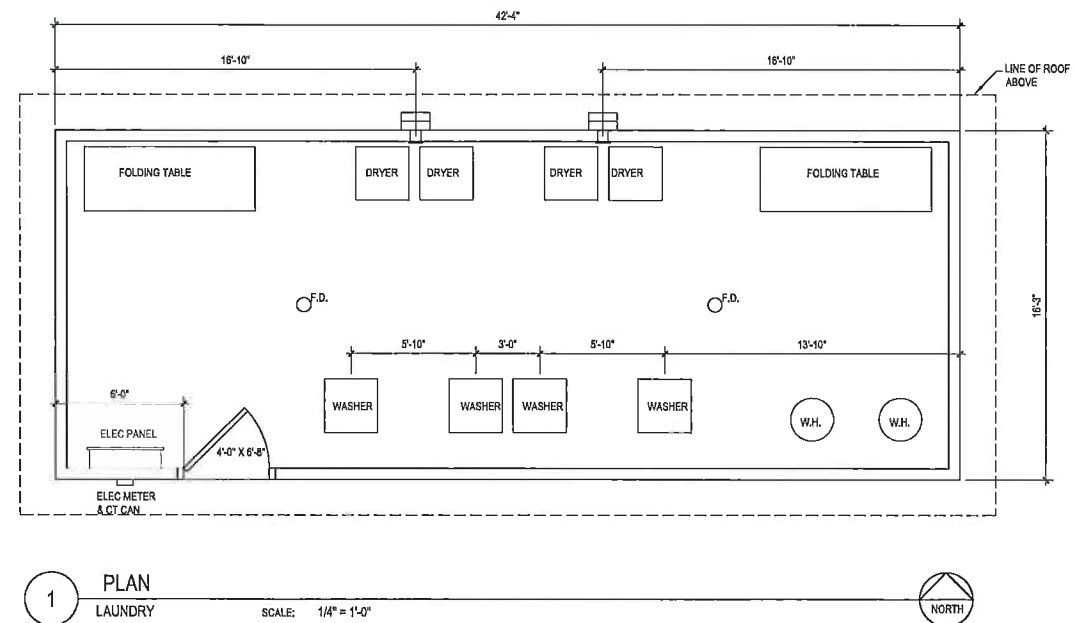 42'-4"
16'-10"
16'-10"
LINE OF ROOF
ABOVE
FOLDING TABLE
DRYER
DRYER
DRYER
DRYER
FOLDING TABLE
F.D.
F.D.
16'-3"
5'-10"
3'-0"
5'-10"
13'-10"
6'-0"
WASHER
WASHER
WASHER
WASHER
W.H.
W.H.
ELEC PANEL
4'-0" X 6'-8"
ELEC METER
& CT CAN
1
PLAN
LAUNDRY
SCALE: 1/4" = 1'-0"
NORTH